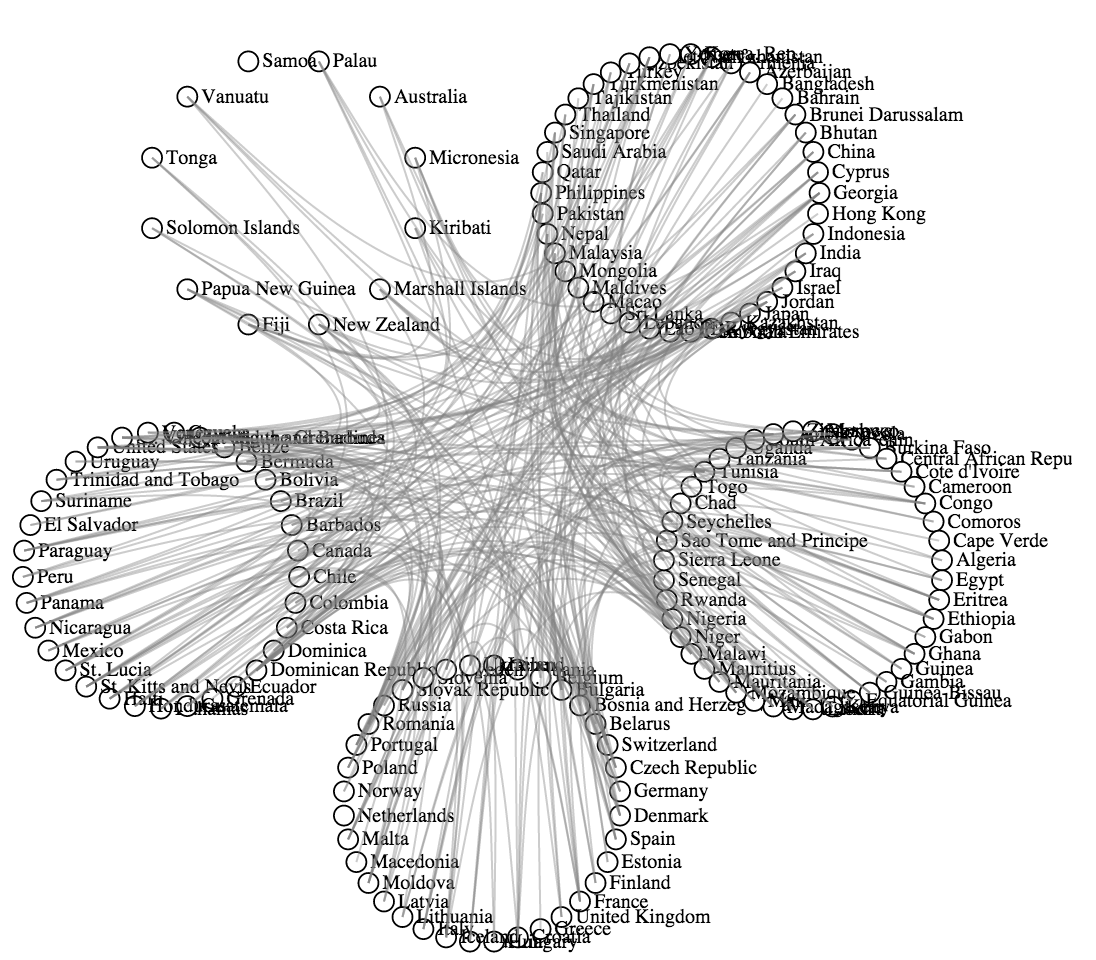 Samoa
Palau
Vanuatu
Australia
Tonga
Micronesia
Solomon Islands
Kiribati
Papua New Guinea
Marshall Islands
Fiji
New Zealand
Turkey
Turkmenistan
Tajikistan
Thailand
Singapore
Saudi Arabia
Qatar
Philippines
Pakistan
Nepal
Malaysia
Mongolia
Maldives
Macao
Sri Lanka
Azerbaijan
Bangladesh
Bahrain
Brunei Darussalam
Bhutan
China
Cyprus
Georgia
Hong Kong
Indonesia
India
Iraq
Israel
Jordan
Japan
Kazakhstan
United States
Uruguay
Trinidad and Tobago
Suriname
El Salvador
Paraguay
Peru
Panama
Nicaragua
Mexico
St. Lucia
St. Kitts and Nevis
Haiti
Belize
Bermuda
Bolivia
Brazil
Barbados
Canada
Chile
Colombia
Costa Rica
Dominica
Dominican Republic
Ecuador
Grenada
Guatemala
Uganda
Tanzania
Tunisia
Togo
Chad
Seychelles
Sao Tome and Principe
Sierra Leone
Senegal
Rwanda
Nigeria
Niger
Malawi
Mauritius
Mauritania
Mozambique
Burkina Faso
Central African Repu
Cote d'Ivoire
Cameroon
Congo
Comoros
Cape Verde
Algeria
Egypt
Eritrea
Ethiopia
Gabon
Ghana
Guinea
Gambia
Guinea-Bissau
Equatorial Guinea
Slovenia
Slovak Republic
Russia
Romania
Portugal
Poland
Norway
Netherlands
Malta
Macedonia
Moldova
Latvia
Lithuania
Italy
Iceland
Belgium
Bulgaria
Bosnia and Herzeg
Belarus
Switzerland
Czech Republic
Germany
Denmark
Spain
Estonia
Finland
France
United Kingdom
Greece
Croatia
Hungary